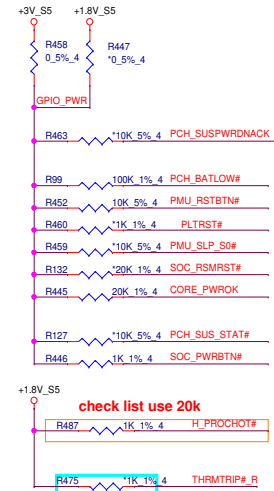 +3V_S5 +1.8V_S5
R458 R447
0_5%_4 *0_5%_4
GPIO_PWR
R463 *10K_5%_4 PCH_SUSPWRDNACK
R99 100K_1%_4 PCH_BATLOW#
R452 10K_5%_4 PMU_RSTBTN#
R460 *1K_1%_4 PLTRST#
R459 *10K_5%_4 PMU_SLP_S0#
R132 *20K_1%_4 SOC_RSMRST#
R445 20K_1%_4 CORE_PWROK
R127 *10K_5%_4 PCH_SUS_STAT#
R446 1K_1%_4 SOC_PWRBTN#
+1.8V_S5
check list use 20k
R487 1K_1%_4 H_PROCHOT#
R475 *1K_1%_4 THRMTRIP#_R